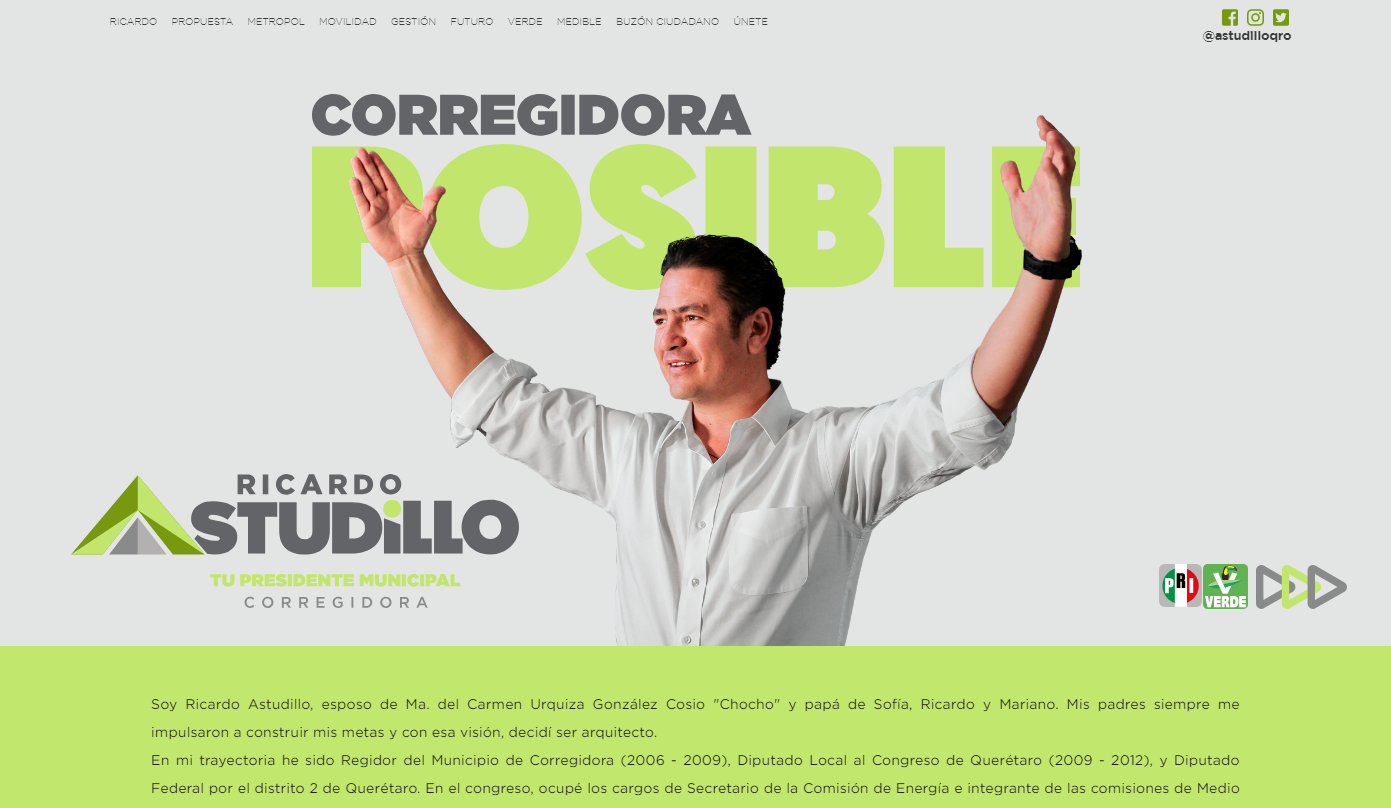 RICARDO PROPUESTA METROPOL MOVILIDAD GESTIÓN FUTURO VERDE MEDIBLE BUZÓN CIUDADANO ÚNETE
@astudilloqro
CORREGIDORA
POSIBLE
RICARDO
ASTUDiLLO
TU PRESIDENTE MUNICIPAL
CORREGIDORA
PRI
VERDE
Soy Ricardo Astudillo, esposo de Ma. del Carmen Urquiza González Cosio "Chocho" y papá de Sofía, Ricardo y Mariano. Mis padres siempre me
impulsaron a construir mis metas y con esa visión, decidí ser arquitecto.
En mi trayectoria he sido Regidor del Municipio de Corregidora (2006 - 2009), Diputado Local al Congreso de Querétaro (2009 - 2012), y Diputado
Federal por el distrito 2 de Querétaro. En el congreso, ocupé los cargos de Secretario de la Comisión de Energía e integrante de las comisiones de Medio